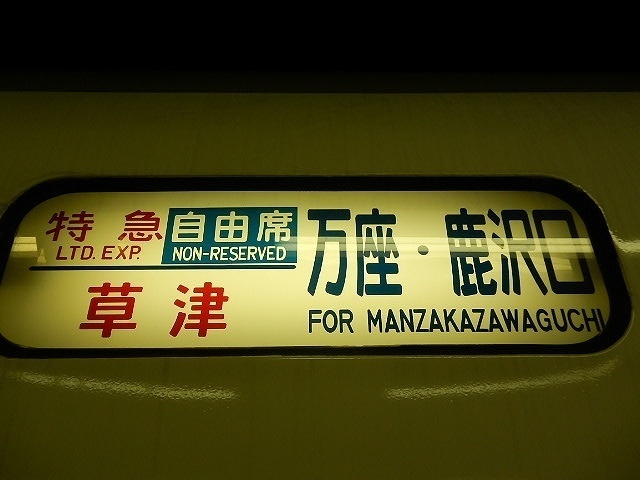 特急 自由席
LTD. EXP. NON-RESERVED
草津
万座・鹿沢口
FOR MANZAKAZAWAGUCHI